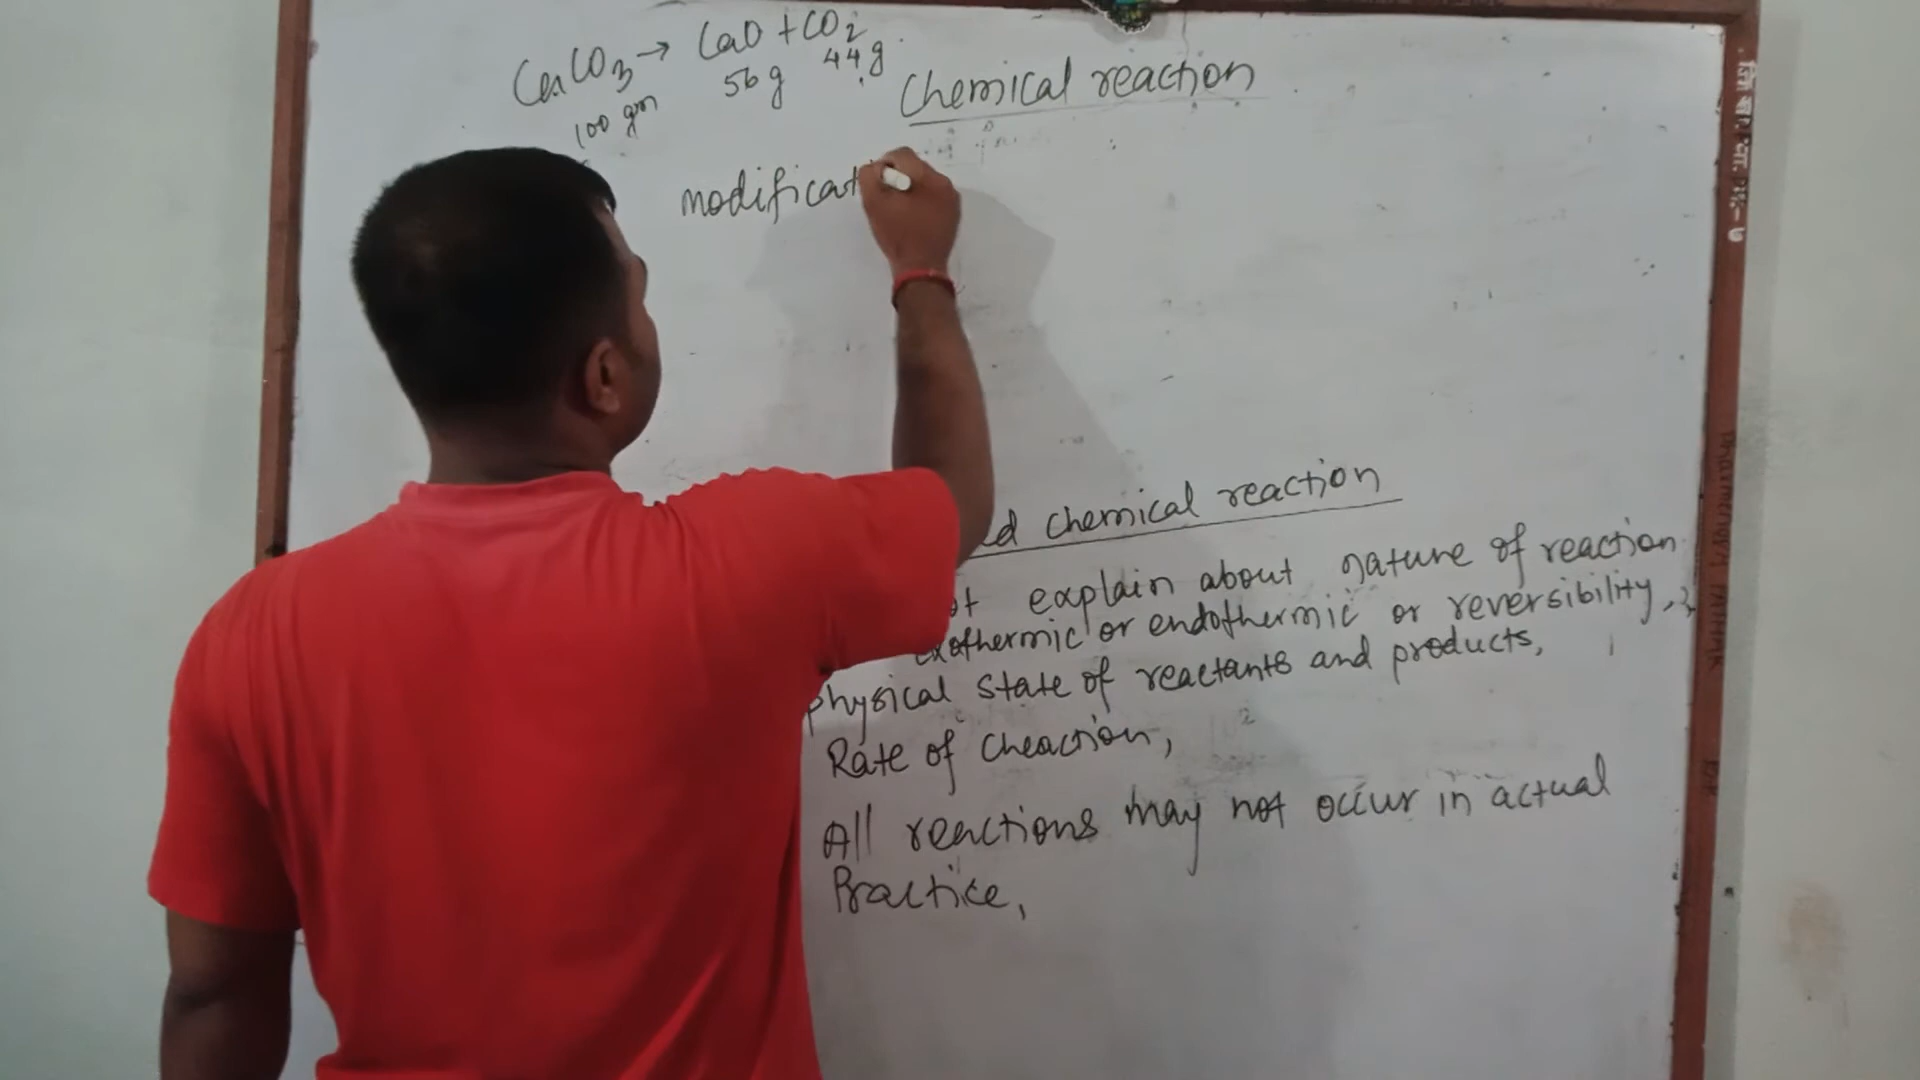 CaCO3 → CaO + CO2
100 gm 56 g 44 g
Chemical reaction
modificat
chemical reaction
explain about nature of reaction
exothermic or endothermic or reversibility,
physical state of reactants and products,
Rate of cheaction,
All reactions may not occur in actual
Practice,